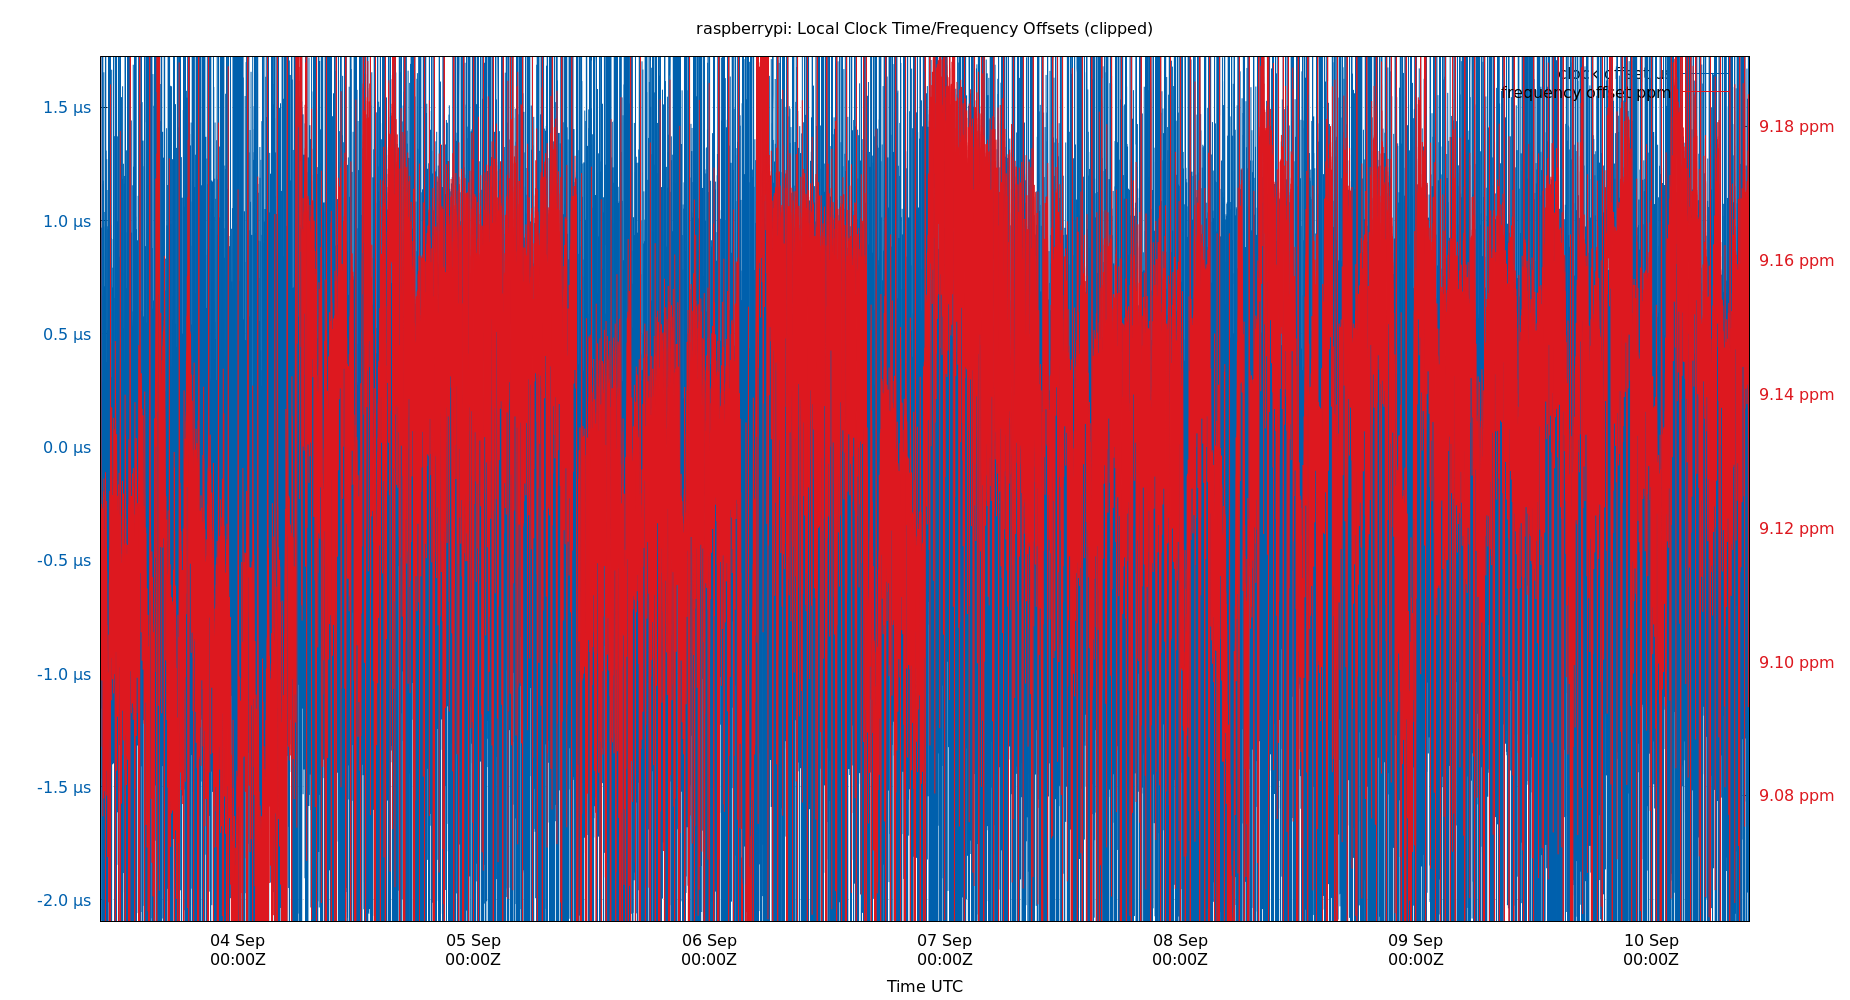 raspberrypi: Local Clock Time/Frequency Offsets (clipped)
clock offset µs
frequency offset ppm
1.5 µs
1.0 µs
0.5 µs
0.0 µs
-0.5 µs
-1.0 µs
-1.5 µs
-2.0 µs
9.18 ppm
9.16 ppm
9.14 ppm
9.12 ppm
9.10 ppm
9.08 ppm
04 Sep
00:00Z
05 Sep
00:00Z
06 Sep
00:00Z
07 Sep
00:00Z
08 Sep
00:00Z
09 Sep
00:00Z
10 Sep
00:00Z
Time UTC